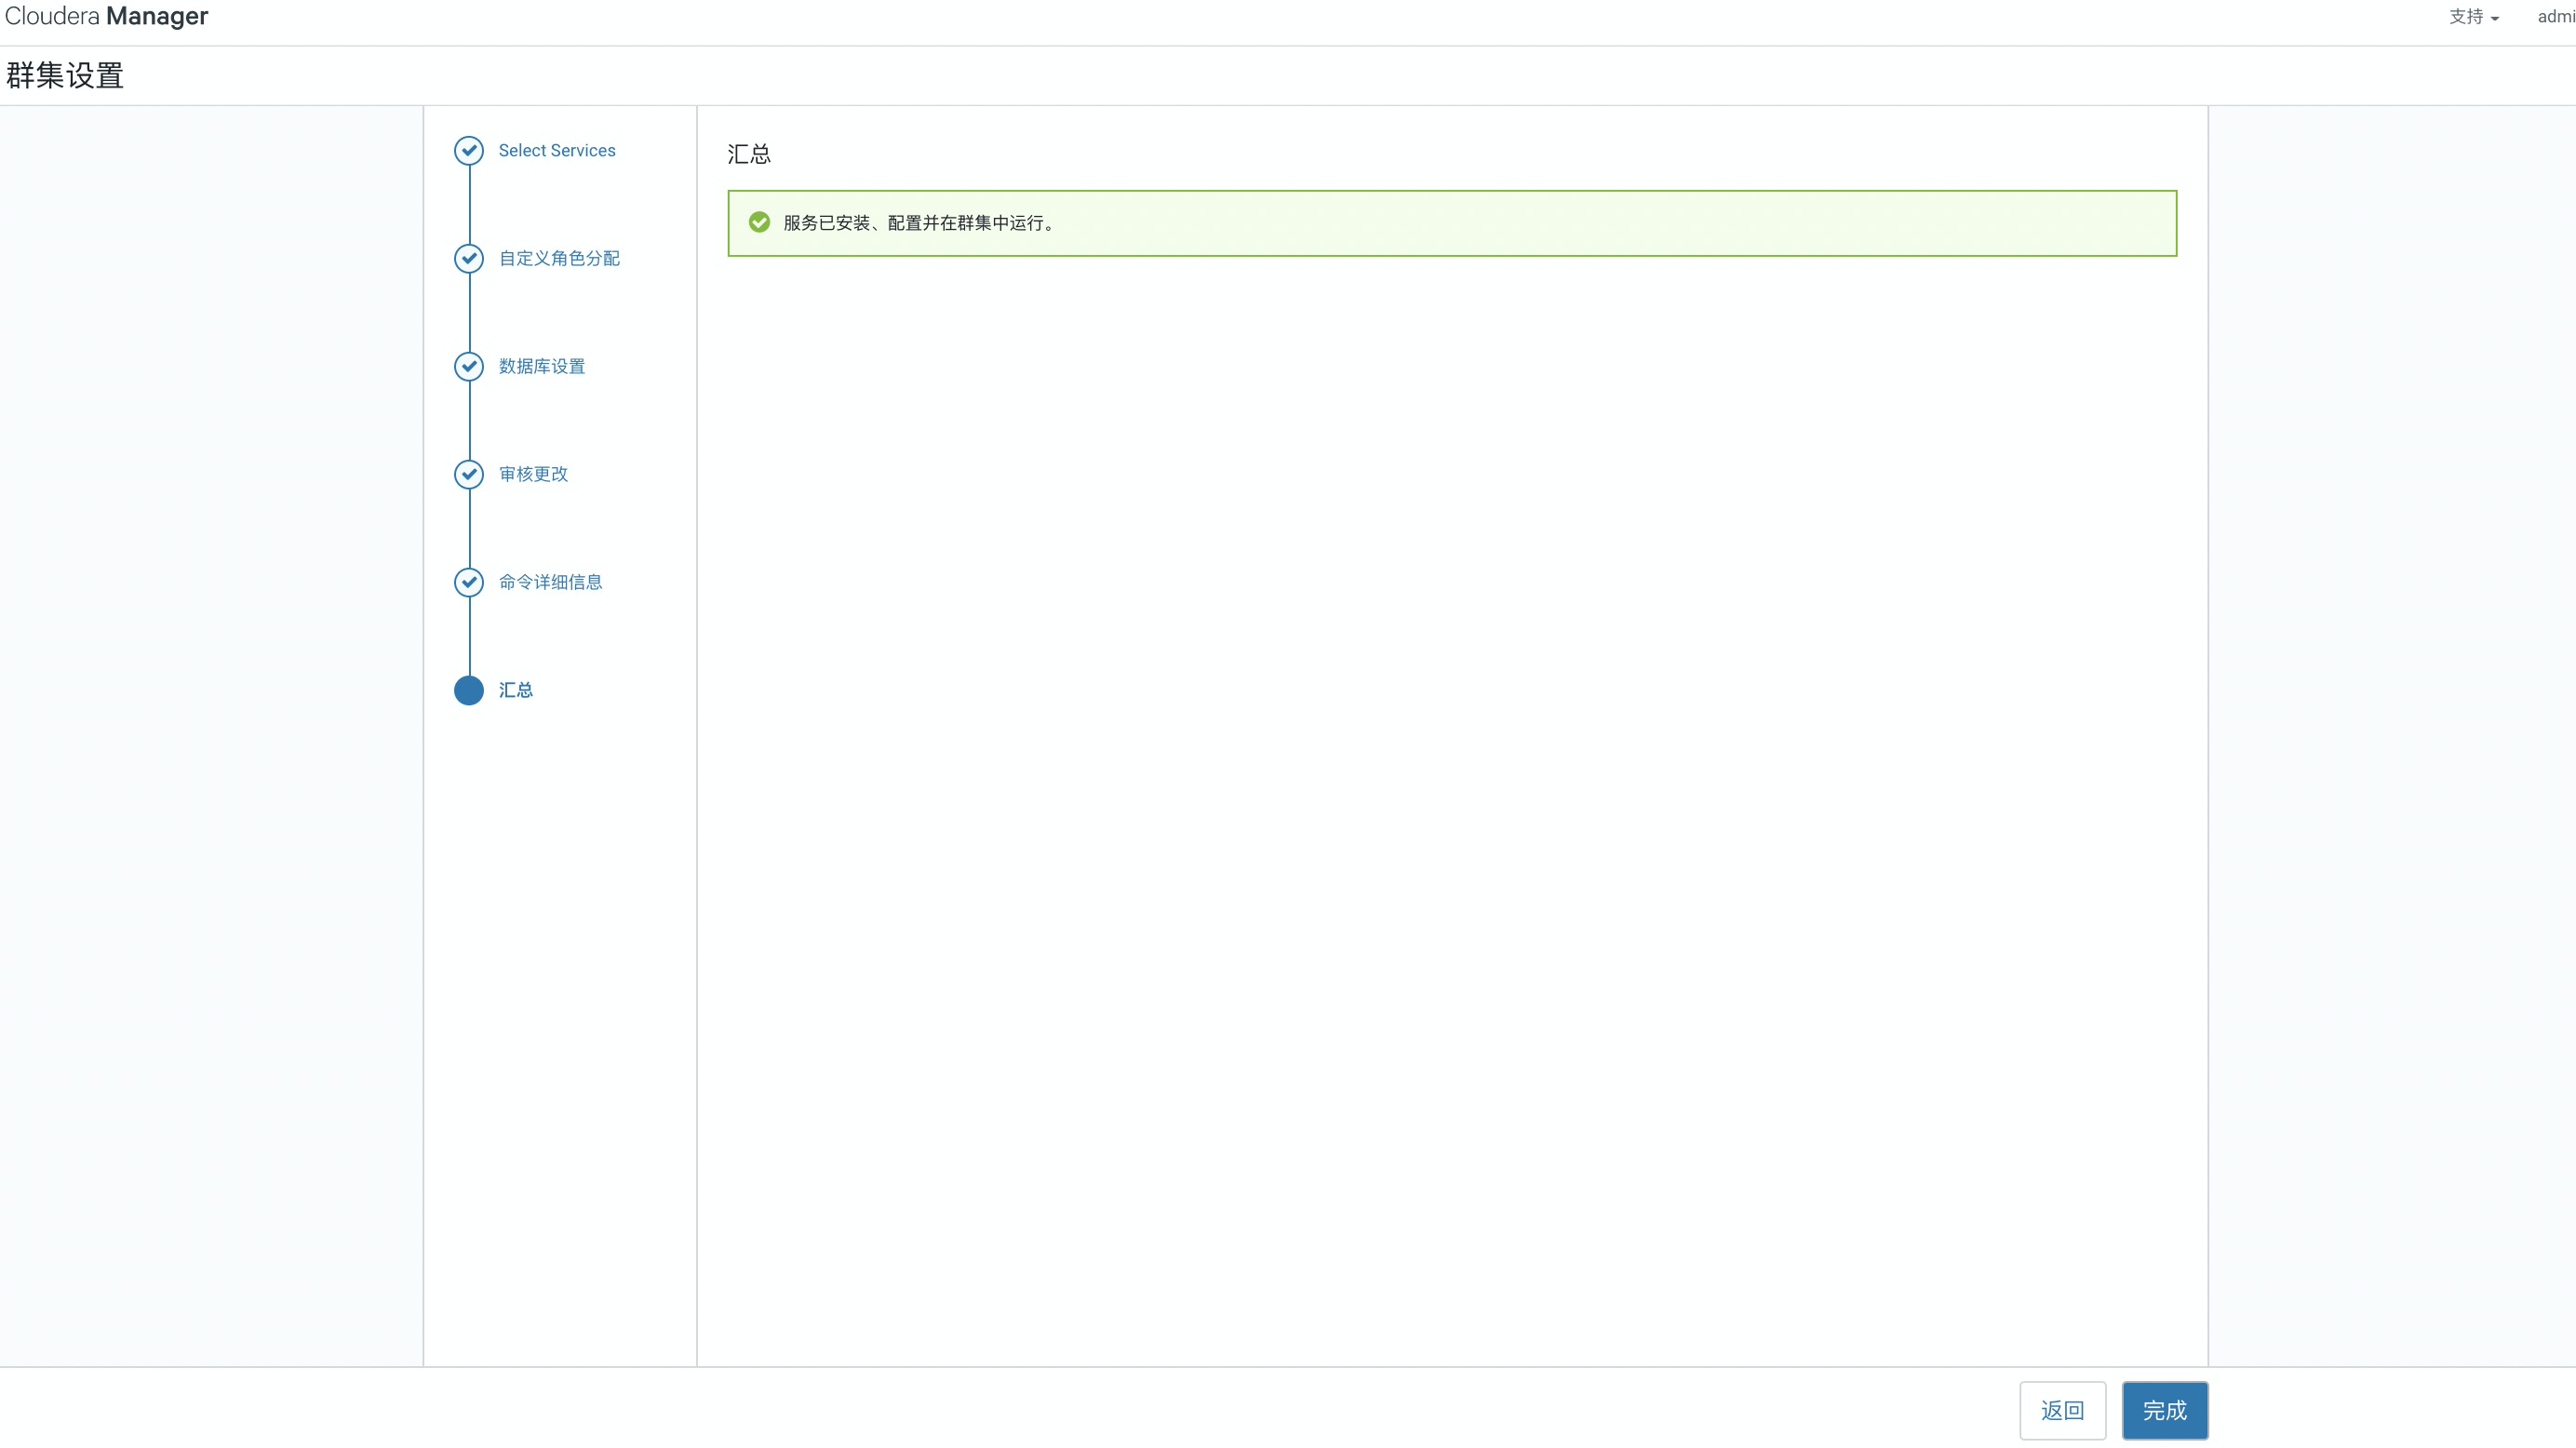 Cloudera Manager
支持
admi
群集设置
Select Services
自定义角色分配
数据库设置
审核更改
命令详细信息
汇总
汇总
服务已安装、配置并在群集中运行。
返回
完成